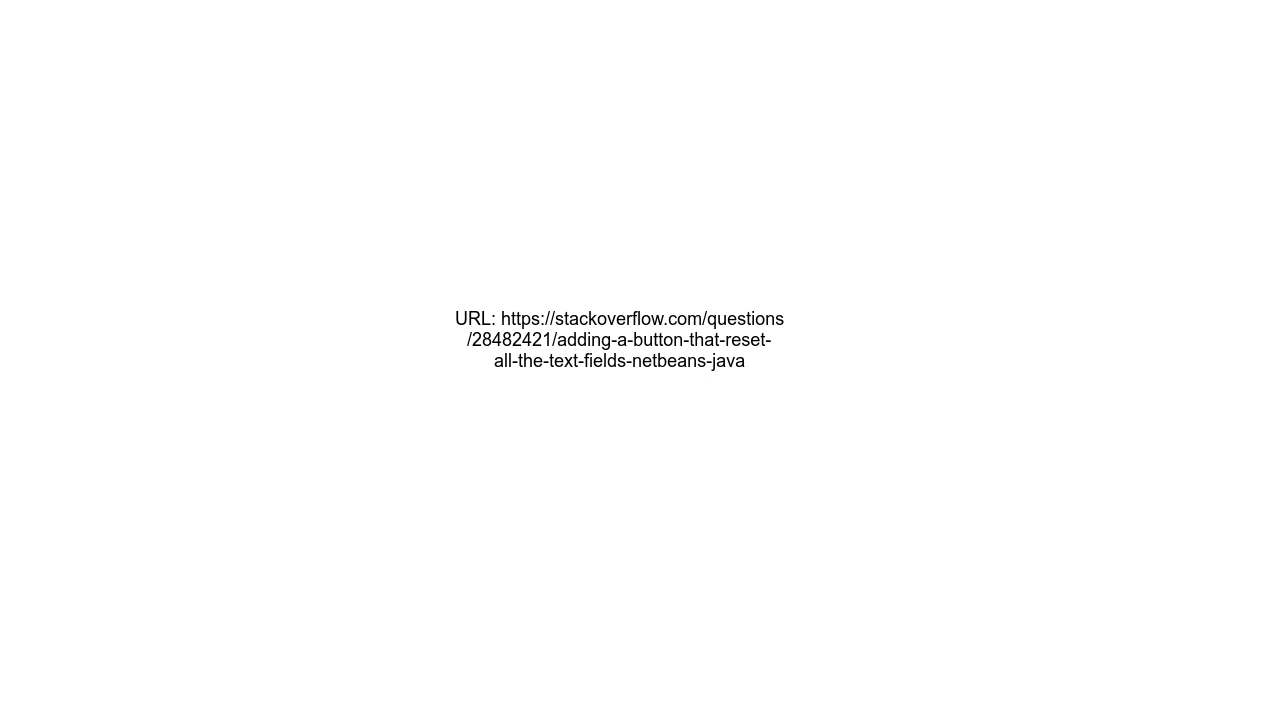 URL: https://stackoverflow.com/questions
/28482421/adding-a-button-that-reset-
all-the-text-fields-netbeans-java